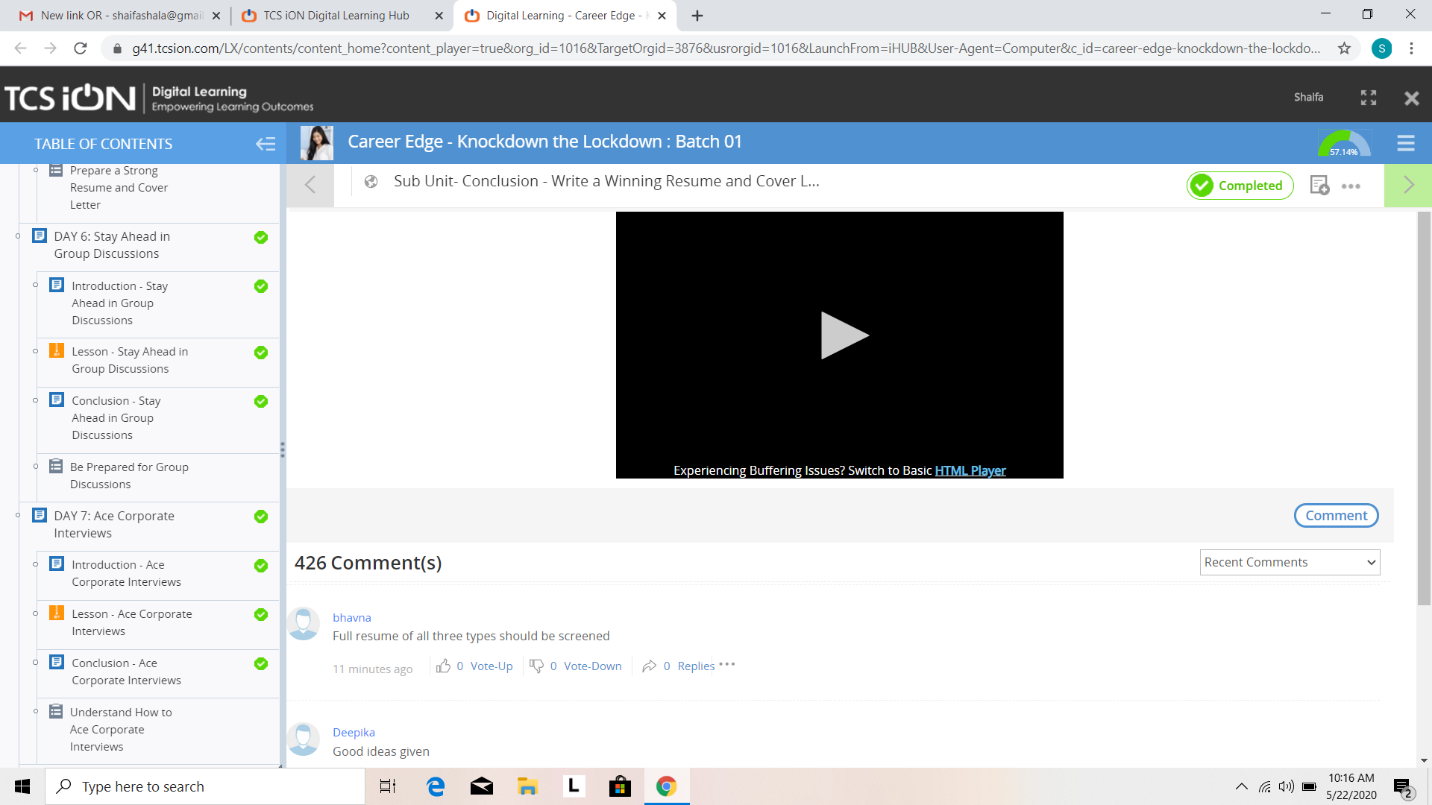 New link OR - shaifashala@gmai
TCS iON Digital Learning Hub
Digital Learning - Career Edge -
g41.tcsion.com/LX/contents/content_home?content_player=true&org_id=1016&TargetOrgid=3876&usrorgid=1016&LaunchFrom=iHUB&User-Agent=Computer&c_id=career-edge-knockdown-the-lockdo...
S
TCS iON
Digital Learning
Empowering Learning Outcomes
Shaifa
TABLE OF CONTENTS
Career Edge - Knockdown the Lockdown : Batch 01
57.14%
Prepare a Strong
Resume and Cover
Letter
DAY 6: Stay Ahead in
Group Discussions
Introduction - Stay
Ahead in Group
Discussions
Lesson - Stay Ahead in
Group Discussions
Conclusion - Stay
Ahead in Group
Discussions
Be Prepared for Group
Discussions
DAY 7: Ace Corporate
Interviews
Introduction - Ace
Corporate Interviews
Lesson - Ace Corporate
Interviews
Conclusion - Ace
Corporate Interviews
Understand How to
Ace Corporate
Interviews
Sub Unit- Conclusion - Write a Winning Resume and Cover L...
Completed
Experiencing Buffering Issues? Switch to Basic HTML Player
Comment
426 Comment(s)
Recent Comments
bhavna
Full resume of all three types should be screened
11 minutes ago
0 Vote-Up
0 Vote-Down
0 Replies
Deepika
Good ideas given
Type here to search
L
10:16 AM
5/22/2020
2